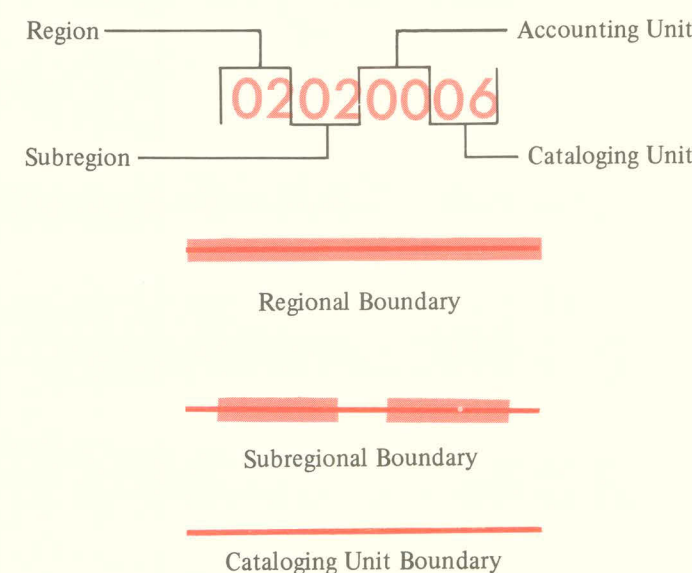 Region Accounting Unit
02020006
Subregion Cataloging Unit
Regional Boundary
Subregional Boundary
Cataloging Unit Boundary